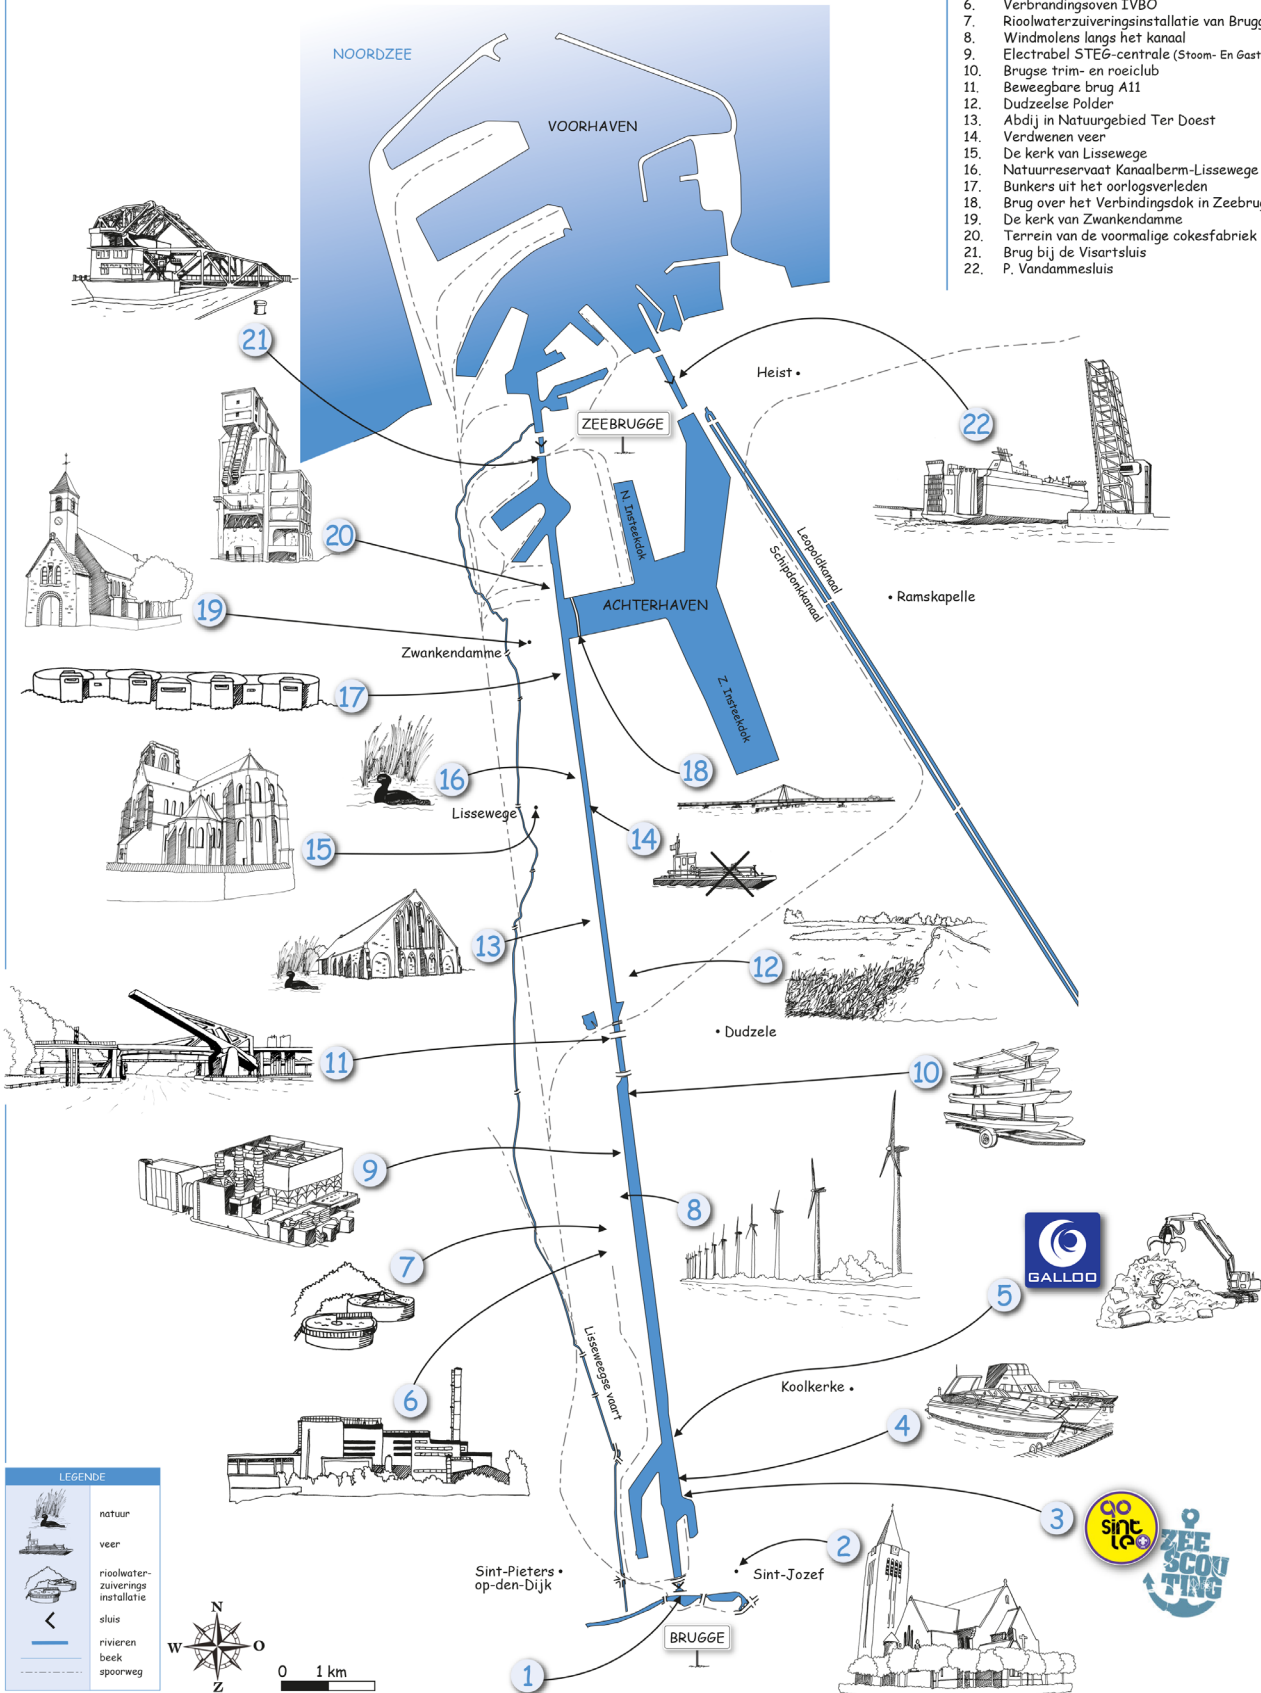 6. Verbrandingsoven IVBO
7. Rioolwaterzuiveringsinstallatie van Brugg
8. Windmolens langs het kanaal
9. Electrabel STEG-centrale (Stoom- En Gast
10. Brugse trim- en roeiclub
11. Beweegbare brug A11
12. Dudzeelse Polder
13. Abdij in Natuurgebied Ter Doest
14. Verdwenen veer
15. De kerk van Lissewege
16. Natuurreservaat Kanaalberm-Lissewege
17. Bunkers uit het oorlogsverleden
18. Brug over het Verbindingsdok in Zeebrug
19. De kerk van Zwankendamme
20. Terrein van de voormalige cokesfabriek
21. Brug bij de Visartsluis
22. P. Vandammesluis
NOORDZEE
VOORHAVEN
21
Heist
ZEEBRUGGE
22
N. Insteekdok
20
Leopoldkanaal
Schipdonkkanaal
Ramskapelle
ACHTERHAVEN
19
Zwankendamme
17
Z. Insteekdok
16
18
Lissewege
14
15
13
12
Dudzele
11
10
9
8
7
GALLOO
5
Lisseweegse vaart
Koolkerke
6
4
3
go
sint
leo
ZEE
SCOU
TING
2
Sint-Pieters
op-den-Dijk
Sint-Jozef
BRUGGE
1
LEGENDE
natuur
veer
rioolwater-
zuiverings
installatie
sluis
rivieren
beek
spoorweg
N
W O
Z
0 1 km